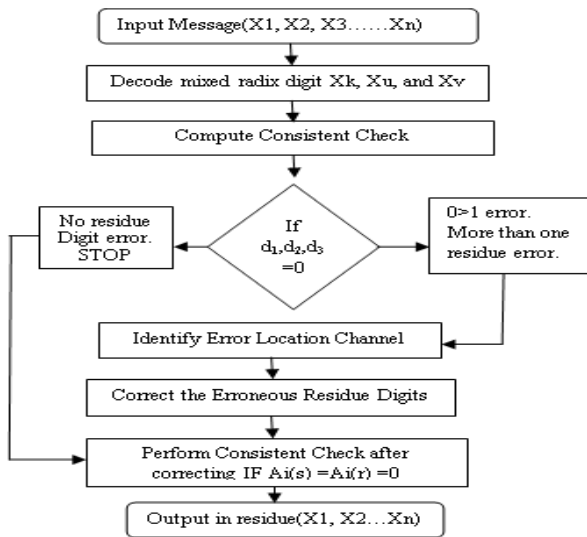 Input Message(X1, X2, X3......Xn)
Decode mixed radix digit Xk, Xu, and Xv
Compute Consistent Check
No residue
Digit error.
STOP
If
d₁,d₂,d₃
=0
0>1 error.
More than one
residue error.
Identify Error Location Channel
Correct the Erroneous Residue Digits
Perform Consistent Check after
correcting IF Ai(s) =Ai(r) =0
Output in residue(X1, X2...Xn)